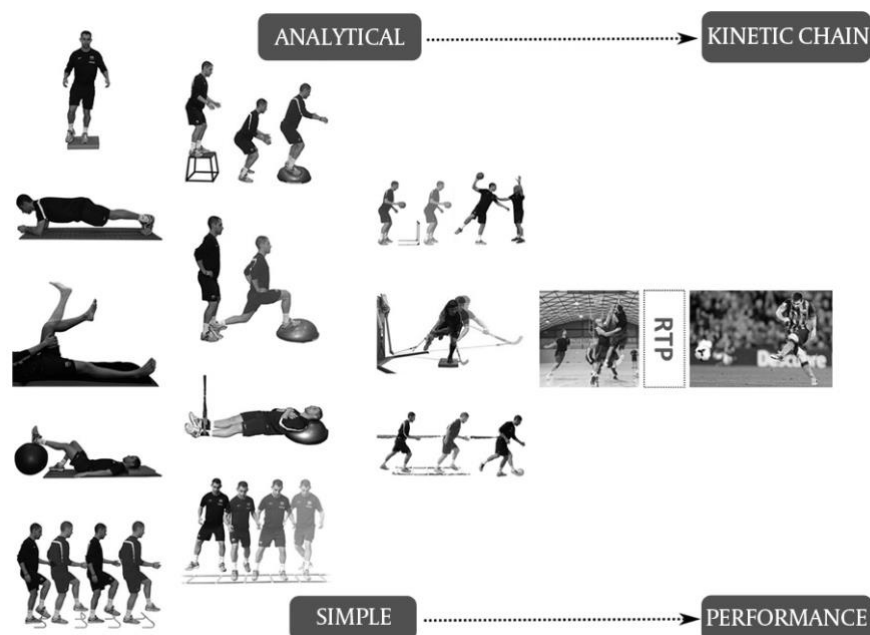 ANALYTICAL
KINETIC CHAIN
RTP
SIMPLE
PERFORMANCE